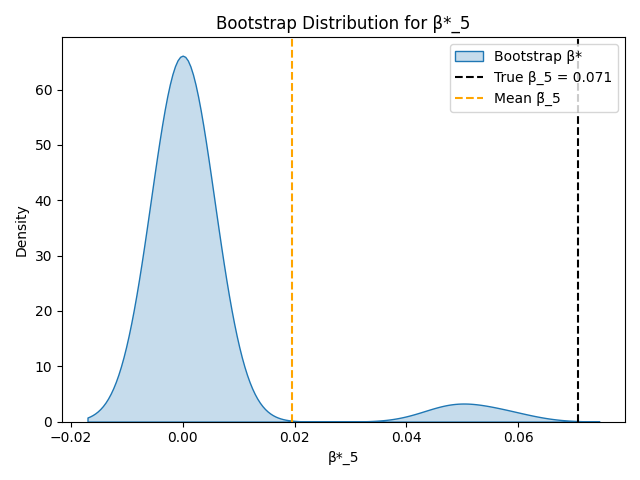 Bootstrap Distribution for β*_5
Bootstrap β*
True β_5 = 0.071
Mean β̃_5
Density
60
50
40
30
20
10
0
−0.02
0.00
0.02
0.04
0.06
β*_5